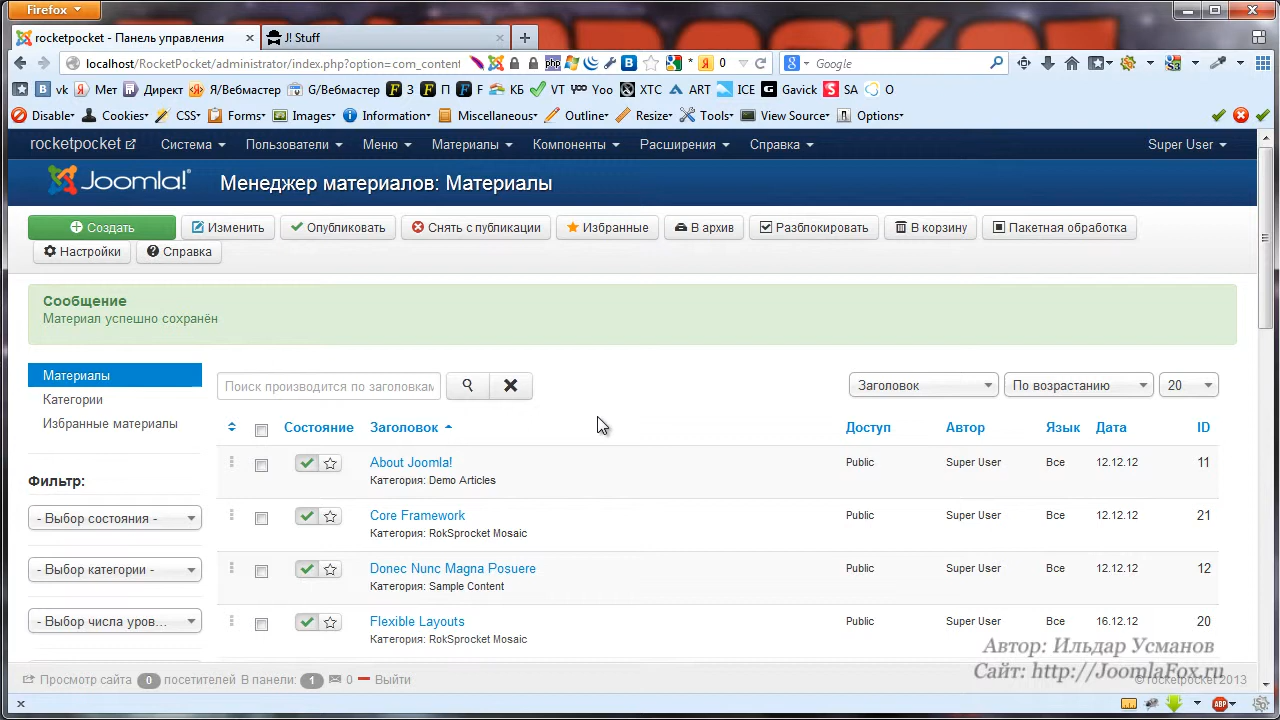 Firefox
rocketpocket - Панель управления
J! Stuff
localhost/RocketPocket/administrator/index.php?option=com_content
php
B
Я 0
Google
B vk Я Мет Директ Я/Вебмастер G/Вебмастер F З F П F F КБ VT Yoo XTC ART ICE G Gavick S SA O
Disable Cookies CSS Forms Images Information Miscellaneous Outline Resize Tools View Source Options
rocketpocket Система Пользователи Меню Материалы Компоненты Расширения Справка Super User
Joomla! Менеджер материалов: Материалы
Создать Изменить Опубликовать Снять с публикации Избранные В архив Разблокировать В корзину Пакетная обработка
Настройки Справка
Сообщение
Материал успешно сохранён
Материалы
Категории
Избранные материалы
Фильтр:
- Выбор состояния -
- Выбор категории -
- Выбор числа уров...
Поиск производится по заголовкам
Заголовок По возрастанию 20
Состояние Заголовок Доступ Автор Язык Дата ID
About Joomla! Public Super User Все 12.12.12 11
Категория: Demo Articles
Core Framework Public Super User Все 12.12.12 21
Категория: RokSprocket Mosaic
Donec Nunc Magna Posuere Public Super User Все 12.12.12 12
Категория: Sample Content
Flexible Layouts Public Super User Все 16.12.12 20
Категория: RokSprocket Mosaic
Автор: Ильдар Усманов
Сайт: http://JoomlaFox.ru
Просмотр сайта 0 посетителей В панели: 1 0 Выйти © rocketpocket 2013
ABP